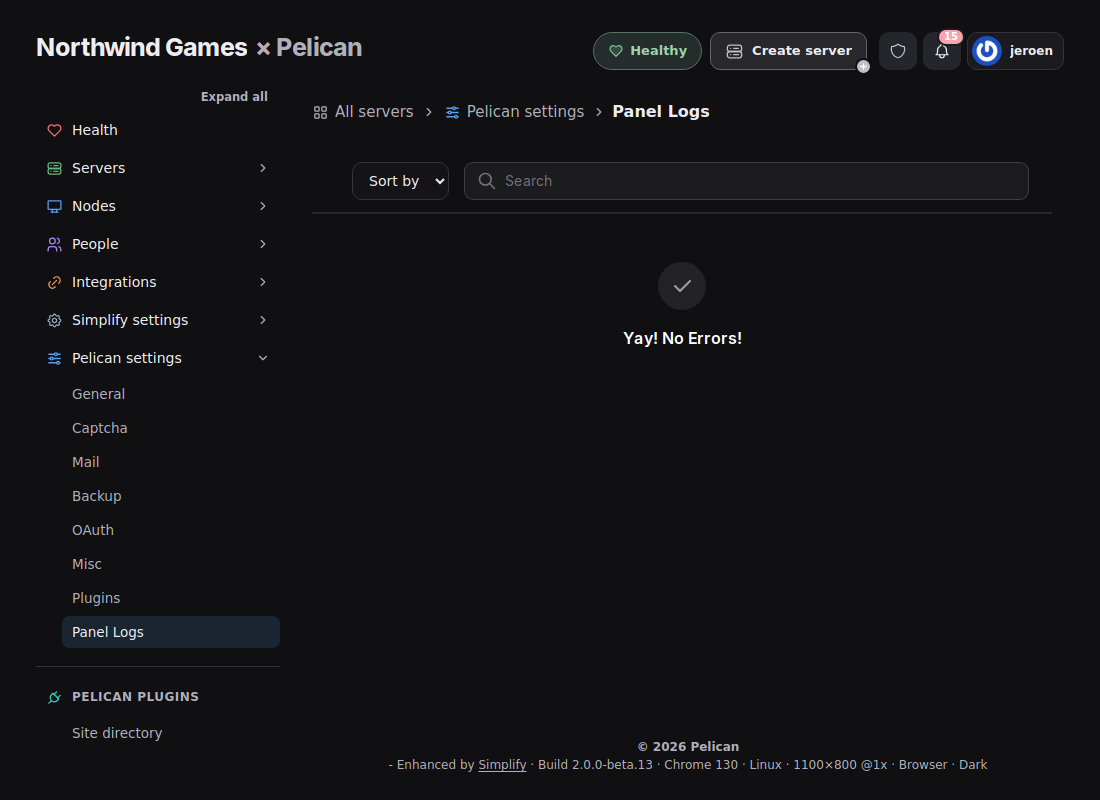 Northwind Games × Pelican
Healthy
Create server
15
jeroen
Expand all
Health
Servers
Nodes
People
Integrations
Simplify settings
Pelican settings
General
Captcha
Mail
Backup
OAuth
Misc
Plugins
Panel Logs
PELICAN PLUGINS
Site directory
All servers > Pelican settings > Panel Logs
Sort by
Search
Yay! No Errors!
© 2026 Pelican
- Enhanced by Simplify · Build 2.0.0-beta.13 · Chrome 130 · Linux · 1100×800 @1x · Browser · Dark